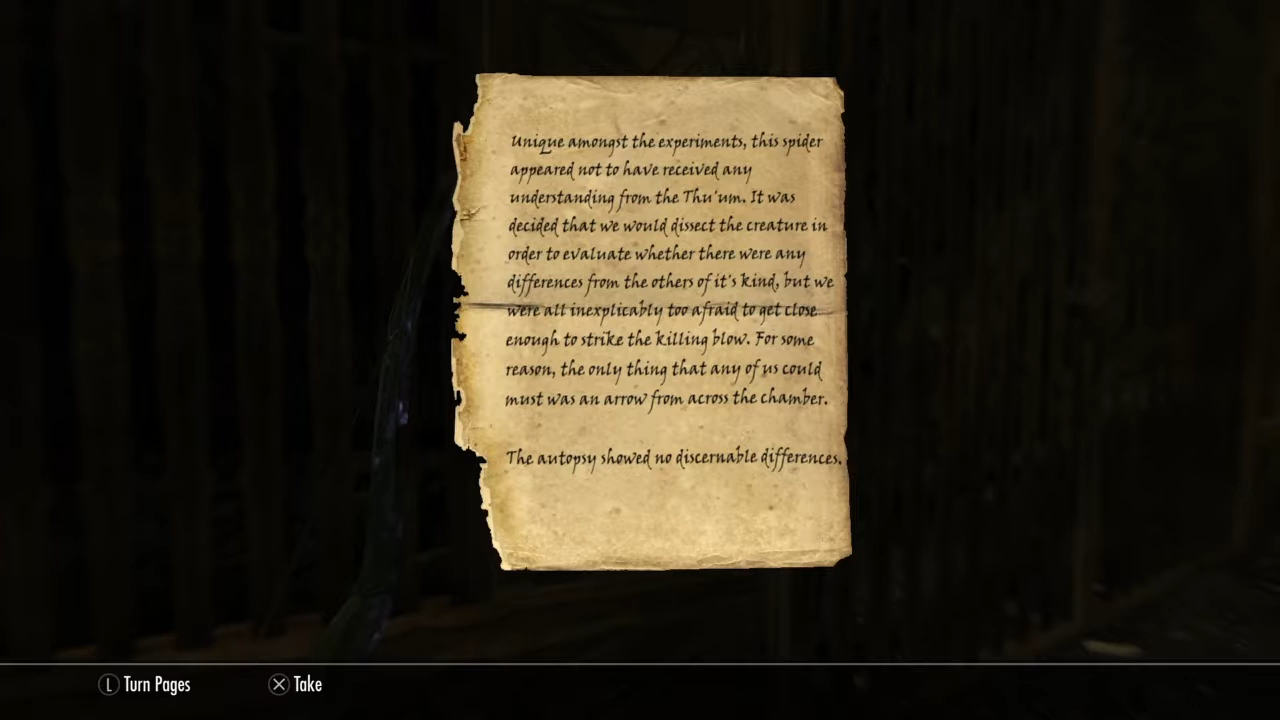 Unique amongst the experiments, this spider
appeared not to have received any
understanding from the Thu'um. It was
decided that we would dissect the creature in
order to evaluate whether there were any
differences from the others of it's kind, but we
were all inexplicably too afraid to get close
enough to strike the killing blow. For some
reason, the only thing that any of us could
must was an arrow from across the chamber.
The autopsy showed no discernable differences.
L Turn Pages
X Take